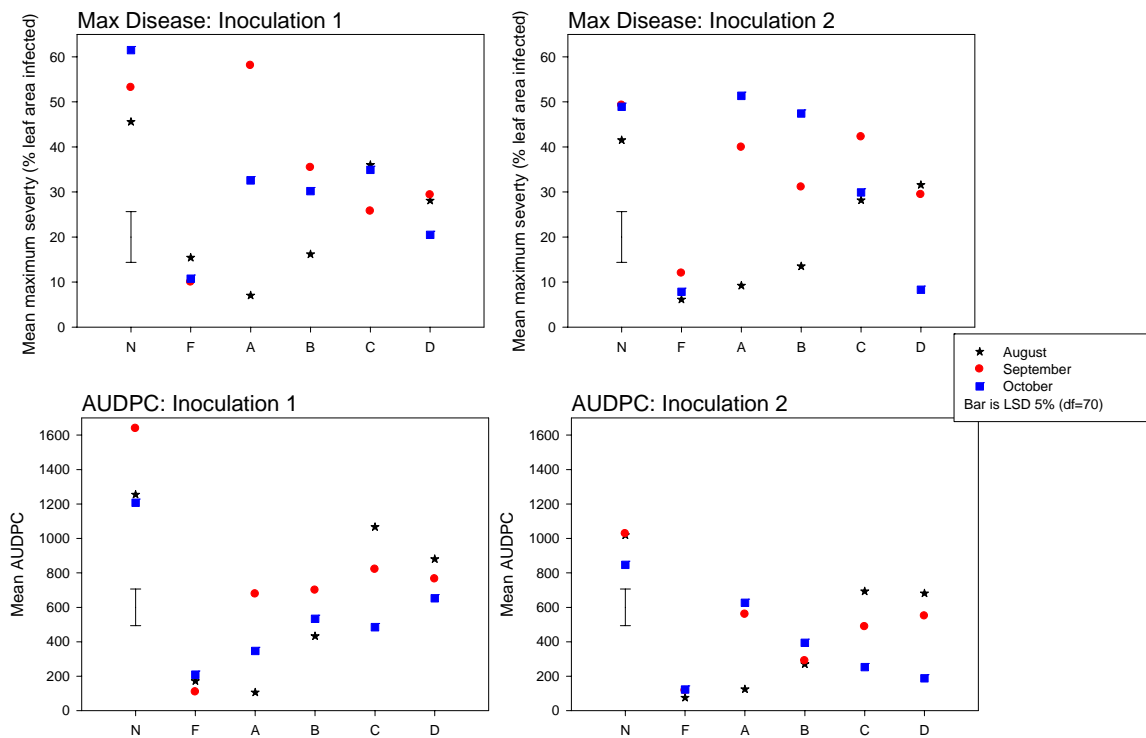 Max Disease: Inoculation 1
Mean maximum severty (% leaf area infected)
60
50
40
30
20
10
0
N F A B C D
Max Disease: Inoculation 2
Mean maximum severty (% leaf area infected)
60
50
40
30
20
10
0
N F A B C D
August
September
October
Bar is LSD 5% (df=70)
AUDPC: Inoculation 1
Mean AUDPC
1600
1400
1200
1000
800
600
400
200
0
N F A B C D
AUDPC: Inoculation 2
Mean AUDPC
1600
1400
1200
1000
800
600
400
200
0
N F A B C D